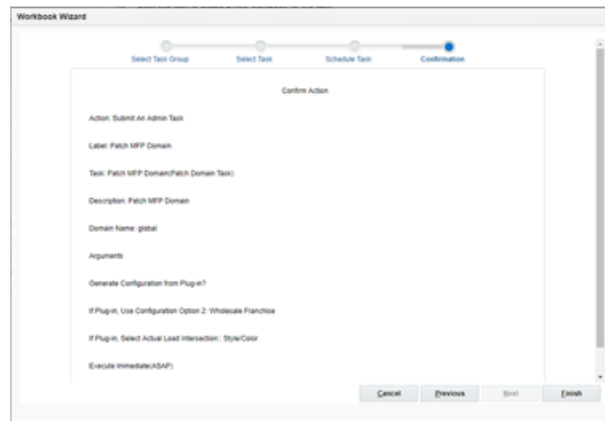 Workbook Wizard
Select Task Group
Select Task
Schedule Task
Confirmation
Confirm Action
Action: Submit An Admin Task
Label: Patch MFP Domain
Task: Patch MFP Domain(Patch Domain Task)
Description: Patch MFP Domain
Domain Name: global
Arguments
Generate Configuration from Plug-in?
If Plug-in, Use Configuration Option 2: Wholesale Franchise
If Plug-in, Select Actual Load Intersection:: Style/Color
Execute Immediate(ASAP)
Cancel
Previous
Next
Finish